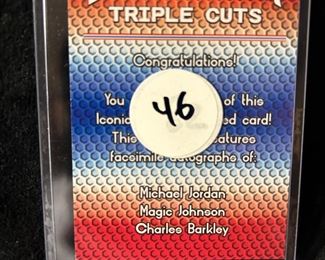 TRIPLE CUTS
Congratulations!
You of this
Iconic ed card!
This features
facsimile autographs of:
Michael Jordan
Magic Johnson
Charles Barkley
46